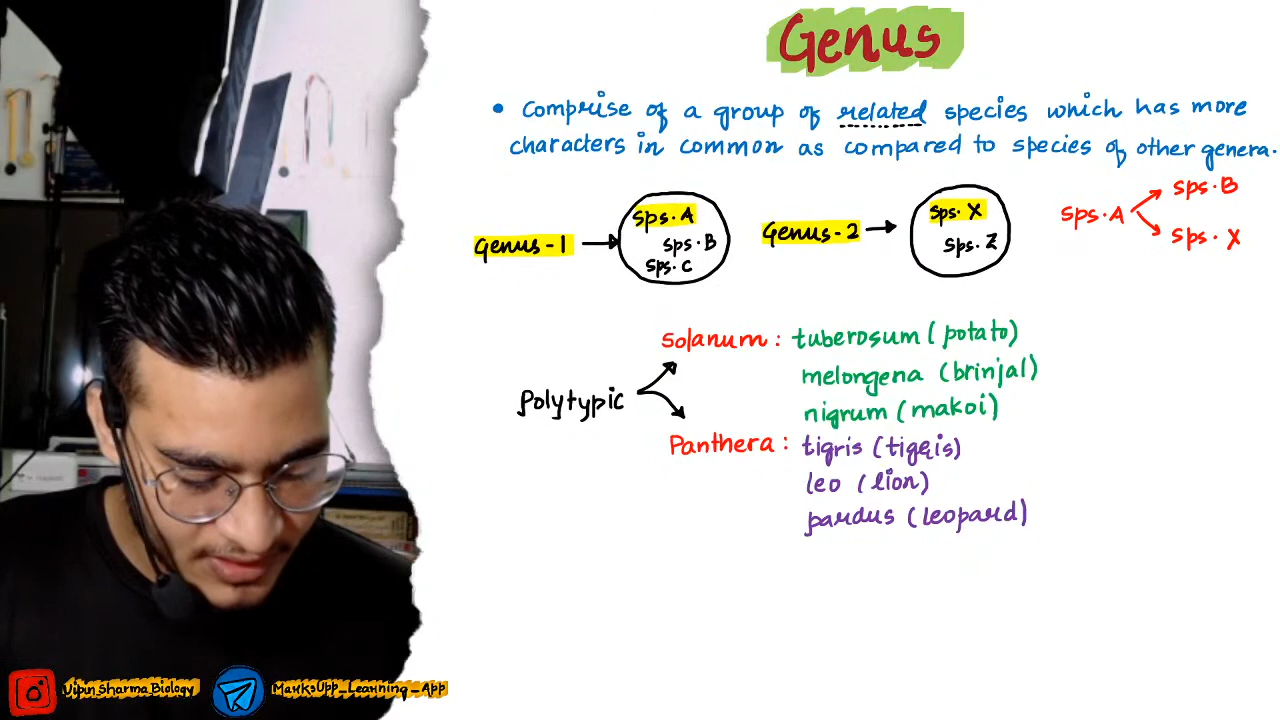 Genus
• Comprise of a group of related species which has more
characters in common as compared to species of other genera.
Genus-1 → sps.A
sps.B
sps.C
Genus-2 → sps.X
sps.Z
sps.A → sps.B
sps.X
Polytypic
Solanum: tuberosum (potato)
melongena (brinjal)
nigrum (makoi)
Panthera: tigris (tigris)
leo (lion)
pardus (leopard)
Vipin Sharma Biology
MarksUpp_Learning_App